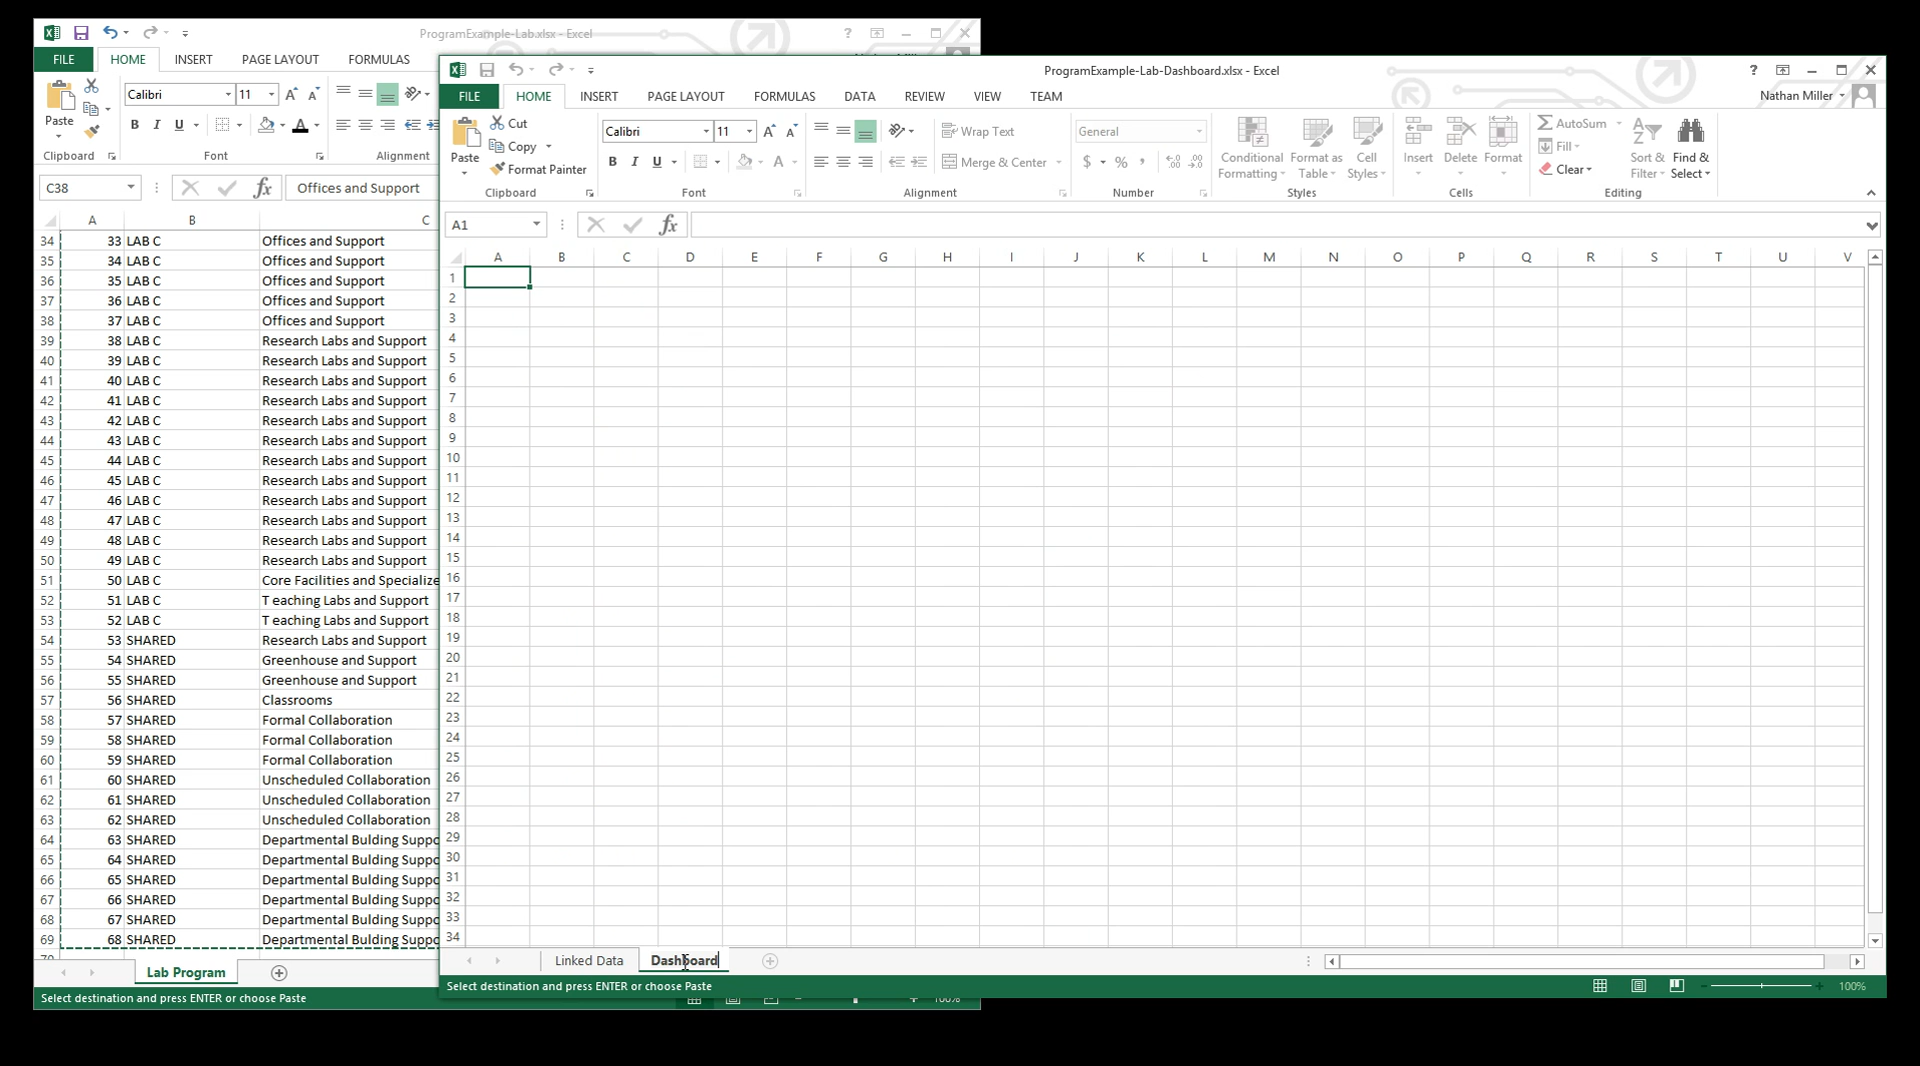 ProgramExample-Lab.xlsx - Excel
FILE HOME INSERT PAGE LAYOUT FORMULAS
Calibri 11
Paste
B I U
Clipboard Font Alignment
C38 fx Offices and Support
A B C
34 33 LAB C Offices and Support
35 34 LAB C Offices and Support
36 35 LAB C Offices and Support
37 36 LAB C Offices and Support
38 37 LAB C Offices and Support
39 38 LAB C Research Labs and Support
40 39 LAB C Research Labs and Support
41 40 LAB C Research Labs and Support
42 41 LAB C Research Labs and Support
43 42 LAB C Research Labs and Support
44 43 LAB C Research Labs and Support
45 44 LAB C Research Labs and Support
46 45 LAB C Research Labs and Support
47 46 LAB C Research Labs and Support
48 47 LAB C Research Labs and Support
49 48 LAB C Research Labs and Support
50 49 LAB C Research Labs and Support
51 50 LAB C Core Facilities and Specialize
52 51 LAB C T eaching Labs and Support
53 52 LAB C T eaching Labs and Support
54 53 SHARED Research Labs and Support
55 54 SHARED Greenhouse and Support
56 55 SHARED Greenhouse and Support
57 56 SHARED Classrooms
58 57 SHARED Formal Collaboration
59 58 SHARED Formal Collaboration
60 59 SHARED Formal Collaboration
61 60 SHARED Unscheduled Collaboration
62 61 SHARED Unscheduled Collaboration
63 62 SHARED Unscheduled Collaboration
64 63 SHARED Departmental Bulding Suppo
65 64 SHARED Departmental Bulding Suppo
66 65 SHARED Departmental Bulding Suppo
67 66 SHARED Departmental Bulding Suppo
68 67 SHARED Departmental Bulding Suppo
69 68 SHARED Departmental Bulding Suppo
Lab Program
Select destination and press ENTER or choose Paste
ProgramExample-Lab-Dashboard.xlsx - Excel
FILE HOME INSERT PAGE LAYOUT FORMULAS DATA REVIEW VIEW TEAM Nathan Miller
Paste Cut Copy Format Painter
Calibri 11
B I U A
Wrap Text
Merge & Center
General
$ %
Conditional Formatting Format as Table Cell Styles
Insert Delete Format
AutoSum Fill Clear Sort & Filter Find & Select
Clipboard Font Alignment Number Styles Cells Editing
A1 fx
A B C D E F G H I J K L M N O P Q R S T U V
1
2
3
4
5
6
7
8
9
10
11
12
13
14
15
16
17
18
19
20
21
22
23
24
25
26
27
28
29
30
31
32
33
34
Linked Data Dashboard
Select destination and press ENTER or choose Paste 100%